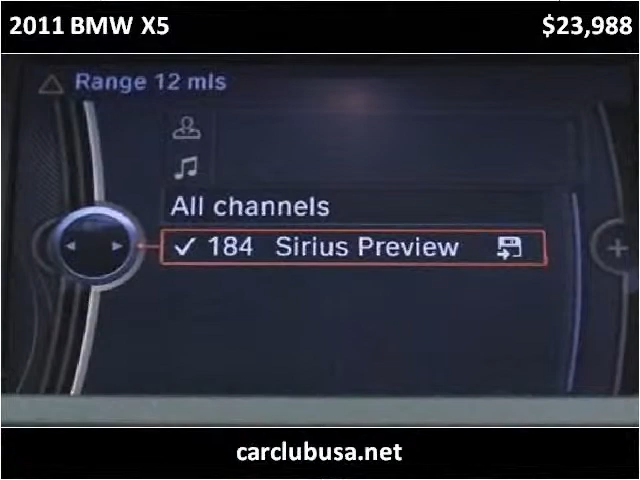 2011 BMW X5 $23,988
Range 12 mls
All channels
184 Sirius Preview
carclubusa.net